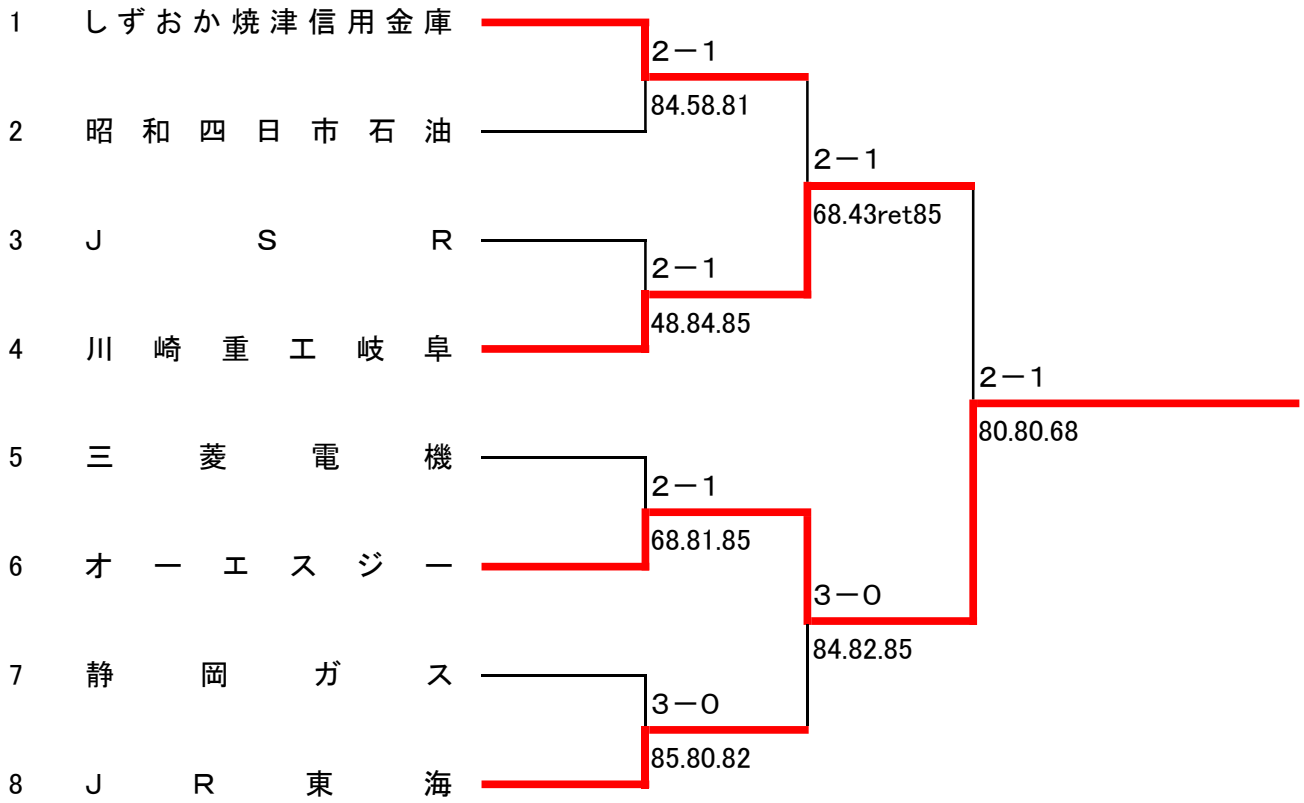 1 しずおか焼津信用金庫
2－1
84.58.81
2 昭和四日市石油
2－1
68.43ret85
3 ＪＳＲ
2－1
48.84.85
4 川崎重工岐阜
2－1
80.80.68
5 三菱電機
2－1
68.81.85
6 オーエスジー
3－0
84.82.85
7 静岡ガス
3－0
85.80.82
8 ＪＲ東海